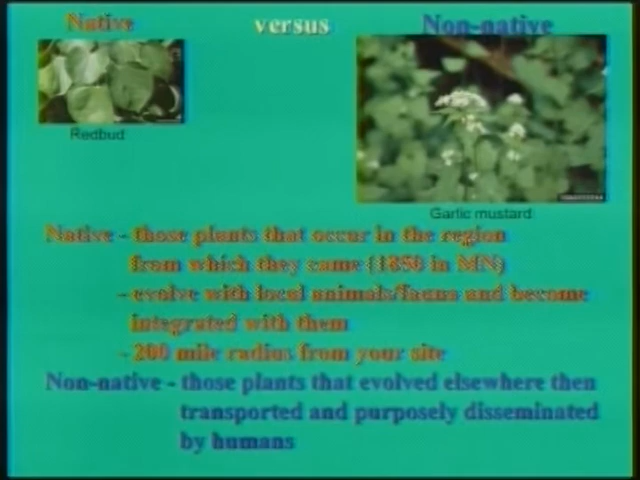 Native versus Non-native
Redbud
Garlic mustard
Native - those plants that occur in the region
from which they came (1850 in MN)
- evolve with local animals/fauna and become
integrated with them
- 200 mile radius from your site
Non-native - those plants that evolved elsewhere then
transported and purposely disseminated
by humans